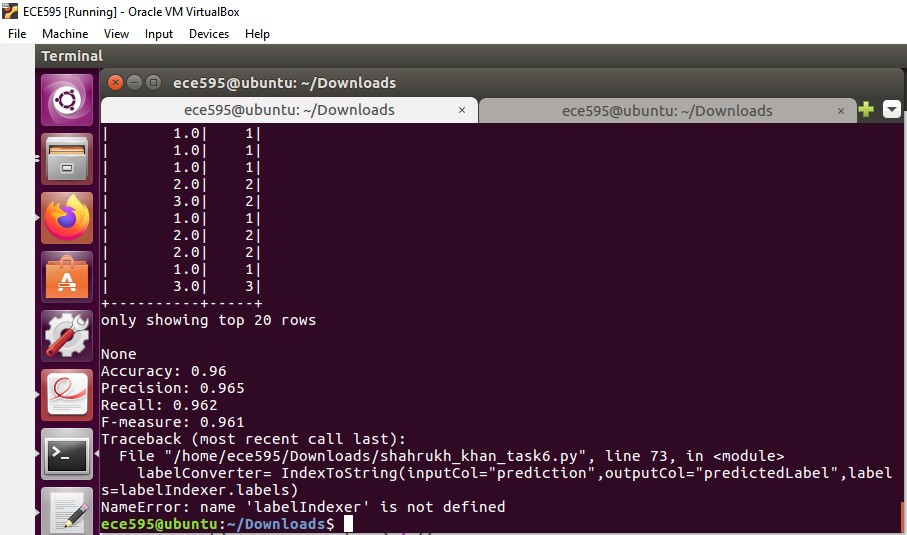 ECE595 [Running] - Oracle VM VirtualBox
File Machine View Input Devices Help
Terminal
ece595@ubuntu: ~/Downloads
ece595@ubuntu: ~/Downloads × ece595@ubuntu: ~/Downloads ×
| 1.0| 1|
| 1.0| 1|
| 1.0| 1|
| 2.0| 2|
| 3.0| 2|
| 1.0| 1|
| 2.0| 2|
| 2.0| 2|
| 1.0| 1|
| 3.0| 3|
+----------+-----+
only showing top 20 rows
None
Accuracy: 0.96
Precision: 0.965
Recall: 0.962
F-measure: 0.961
Traceback (most recent call last):
File "/home/ece595/Downloads/shahrukh_khan_task6.py", line 73, in <module>
labelConverter= IndexToString(inputCol="prediction",outputCol="predictedLabel",label
s=labelIndexer.labels)
NameError: name 'labelIndexer' is not defined
ece595@ubuntu:~/Downloads$